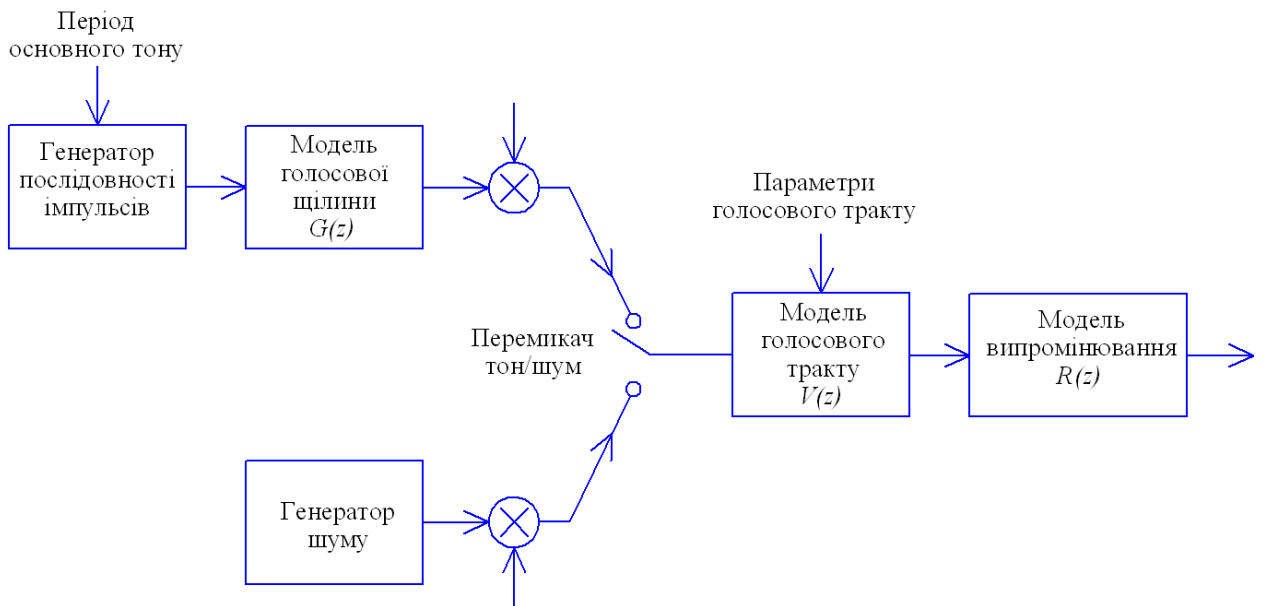 Період
основного тону
Генератор
послідовності
імпульсів
Модель
голосової
щілини
G(z)
Перемикач
тон/шум
Параметри
голосового тракту
Модель
голосового
тракту
V(z)
Модель
випромінювання
R(z)
Генератор
шуму